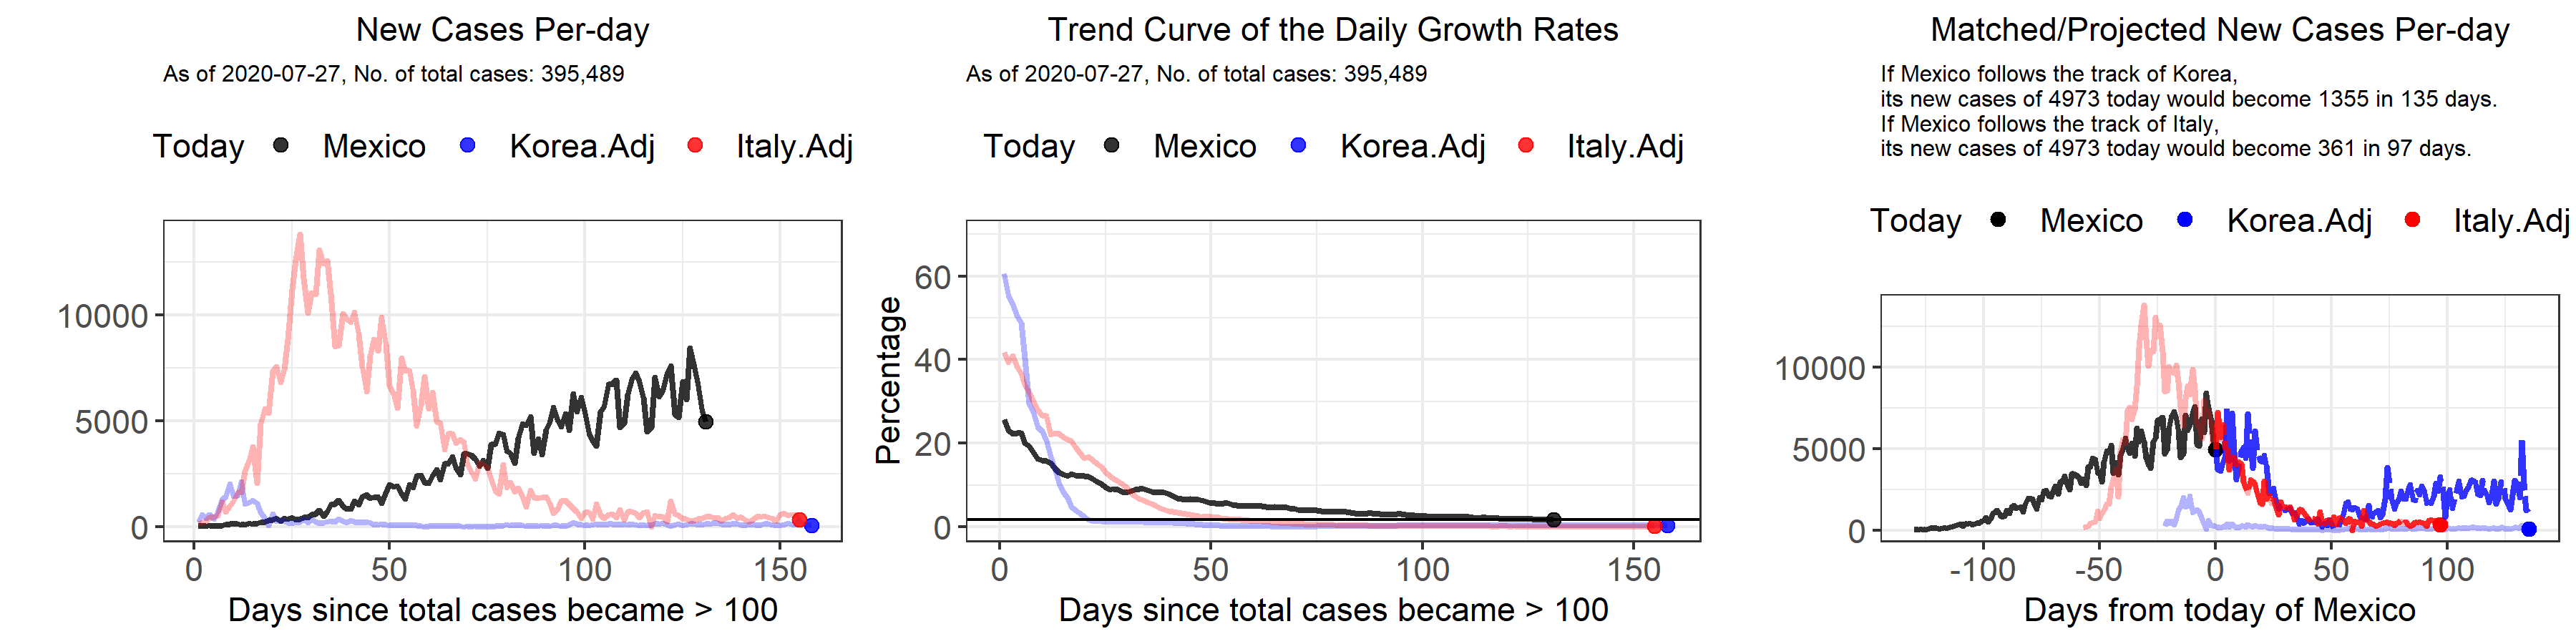 New Cases Per-day
As of 2020-07-27, No. of total cases: 395,489
Today Mexico Korea.Adj Italy.Adj
10000
5000
0
0 50 100 150
Days since total cases became > 100
Trend Curve of the Daily Growth Rates
As of 2020-07-27, No. of total cases: 395,489
Today Mexico Korea.Adj Italy.Adj
Percentage
60
40
20
0
0 50 100 150
Days since total cases became > 100
Matched/Projected New Cases Per-day
If Mexico follows the track of Korea,
its new cases of 4973 today would become 1355 in 135 days.
If Mexico follows the track of Italy,
its new cases of 4973 today would become 361 in 97 days.
Today Mexico Korea.Adj Italy.Adj
10000
5000
0
-100 -50 0 50 100
Days from today of Mexico